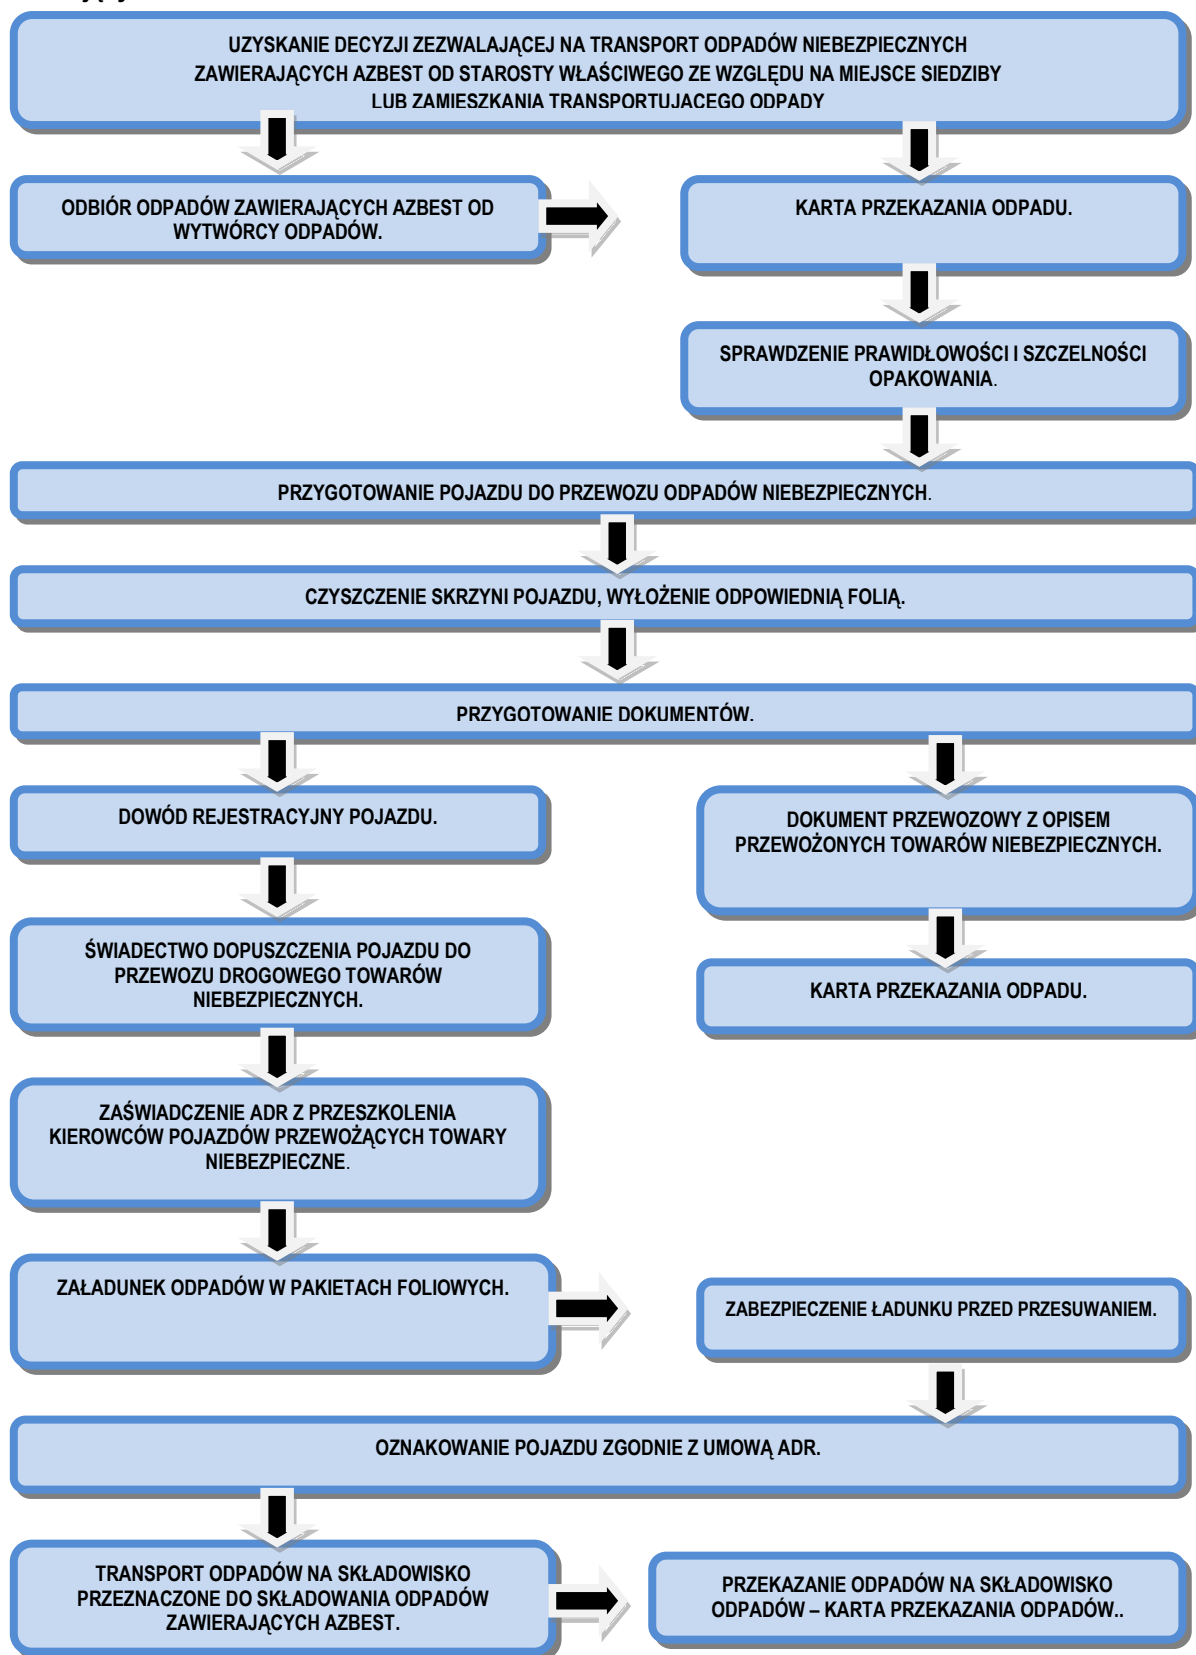 UZYSKANIE DECYZJI ZEZWALAJĄCEJ NA TRANSPORT ODPADÓW NIEBEZPIECZNYCH
ZAWIERAJĄCYCH AZBEST OD STAROSTY WŁAŚCIWEGO ZE WZGLĘDU NA MIEJSCE SIEDZIBY
LUB ZAMIESZKANIA TRANSPORTUJACEGO ODPADY
ODBIÓR ODPADÓW ZAWIERAJĄCYCH AZBEST OD
WYTWÓRCY ODPADÓW.
KARTA PRZEKAZANIA ODPADU.
SPRAWDZENIE PRAWIDŁOWOŚCI I SZCZELNOŚCI
OPAKOWANIA.
PRZYGOTOWANIE POJAZDU DO PRZEWOZU ODPADÓW NIEBEZPIECZNYCH.
CZYSZCZENIE SKRZYNI POJAZDU, WYŁOŻENIE ODPOWIEDNIĄ FOLIĄ.
PRZYGOTOWANIE DOKUMENTÓW.
DOWÓD REJESTRACYJNY POJAZDU.
DOKUMENT PRZEWOZOWY Z OPISEM
PRZEWOŻONYCH TOWARÓW NIEBEZPIECZNYCH.
ŚWIADECTWO DOPUSZCZENIA POJAZDU DO
PRZEWOZU DROGOWEGO TOWARÓW
NIEBEZPIECZNYCH.
KARTA PRZEKAZANIA ODPADU.
ZAŚWIADCZENIE ADR Z PRZESZKOLENIA
KIEROWCÓW POJAZDÓW PRZEWOŻĄCYCH TOWARY
NIEBEZPIECZNE.
ZAŁADUNEK ODPADÓW W PAKIETACH FOLIOWYCH.
ZABEZPIECZENIE ŁADUNKU PRZED PRZESUWANIEM.
OZNAKOWANIE POJAZDU ZGODNIE Z UMOWĄ ADR.
TRANSPORT ODPADÓW NA SKŁADOWISKO
PRZEZNACZONE DO SKŁADOWANIA ODPADÓW
ZAWIERAJĄCYCH AZBEST.
PRZEKAZANIE ODPADÓW NA SKŁADOWISKO
ODPADÓW – KARTA PRZEKAZANIA ODPADÓW..